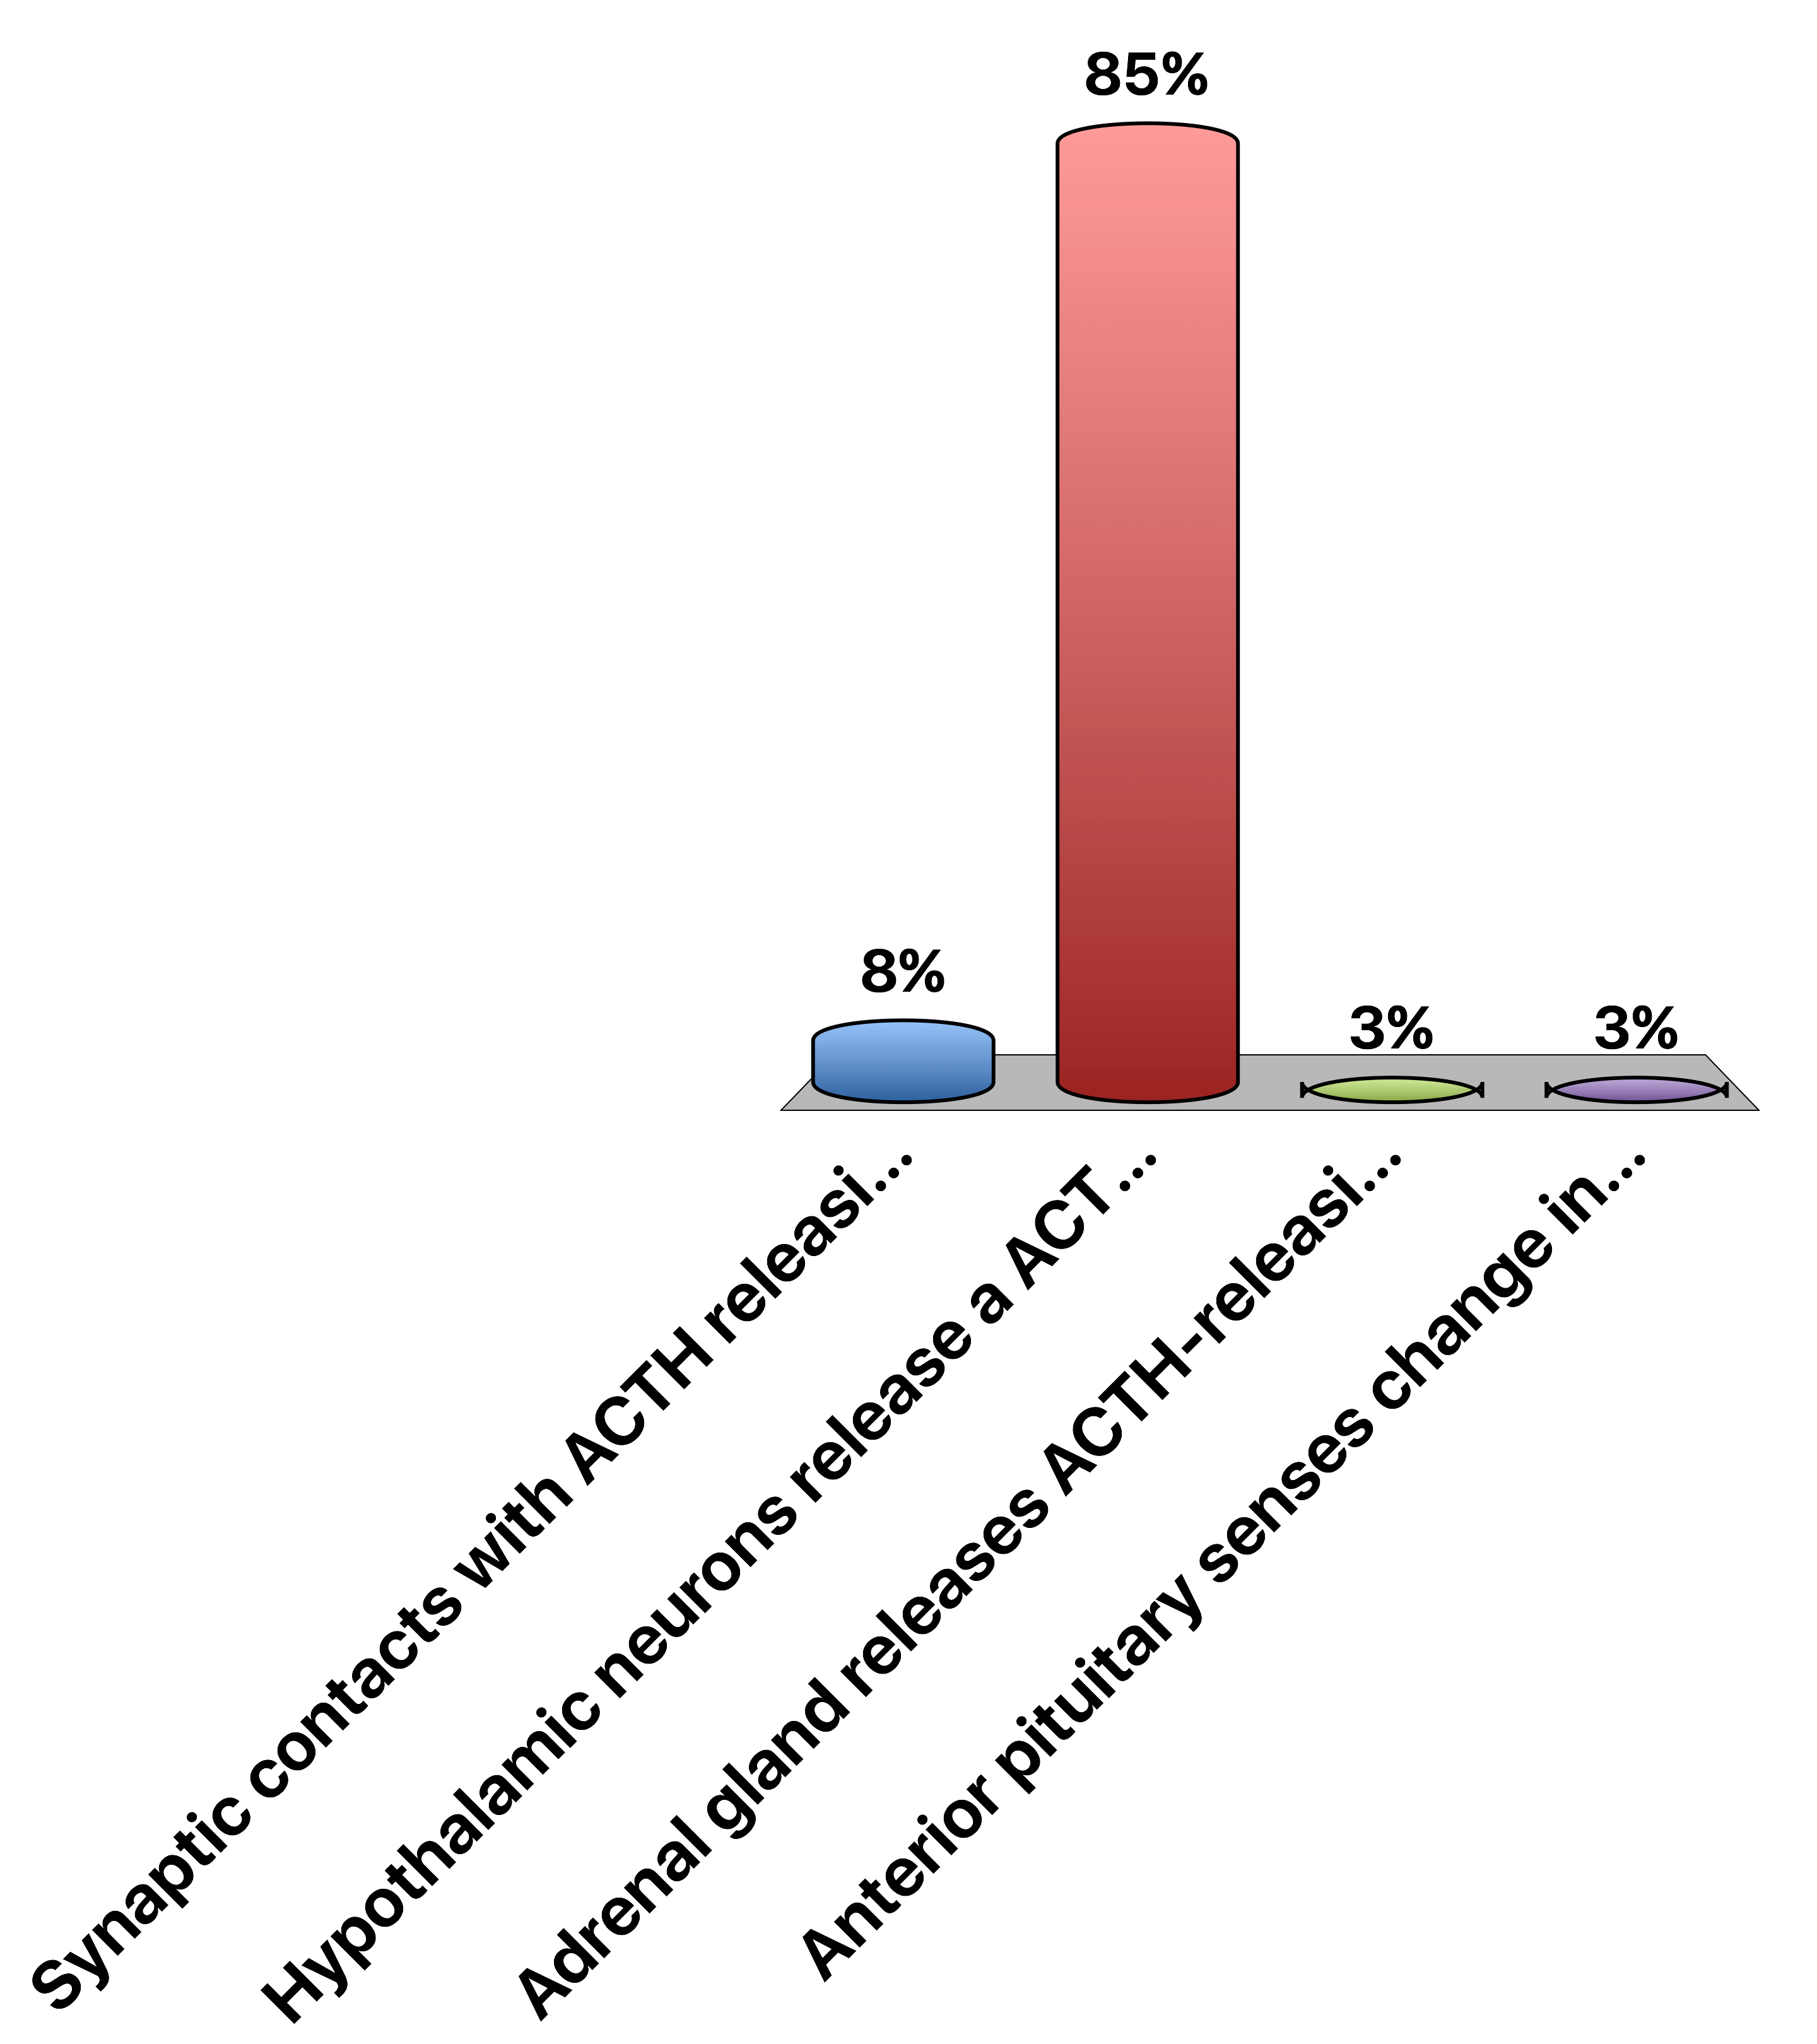 85%
8%
3%
3%
Synaptic contacts with ACTH releasi...
Hypothalamic neurons release a ACT...
Adrenal gland releases ACTH-releasi...
Anterior pituitary senses change in...